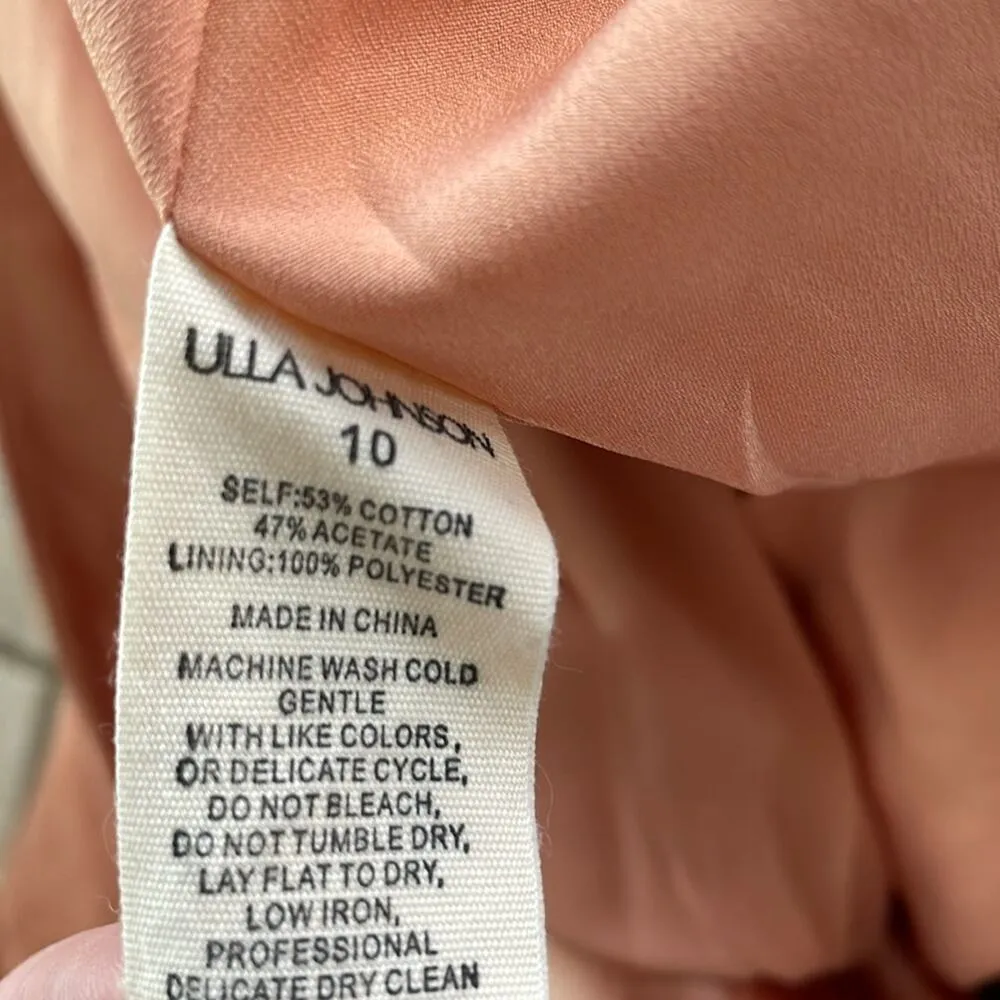 ULLA JOHNSON
10
SELF:53% COTTON
47% ACETATE
LINING:100% POLYESTER
MADE IN CHINA
MACHINE WASH COLD
GENTLE
WITH LIKE COLORS,
OR DELICATE CYCLE,
DO NOT BLEACH,
DO NOT TUMBLE DRY,
LAY FLAT TO DRY,
LOW IRON,
PROFESSIONAL
DELICATE DRY CLEAN